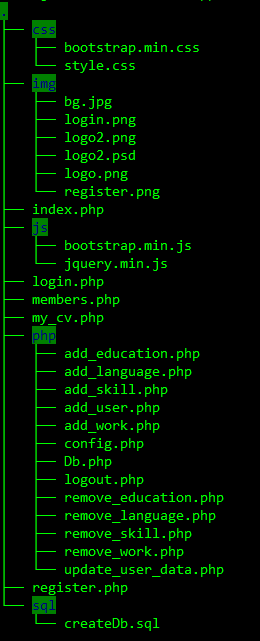 .
├── css
│   ├── bootstrap.min.css
│   └── style.css
├── img
│   ├── bg.jpg
│   ├── login.png
│   ├── logo2.png
│   ├── logo2.psd
│   ├── logo.png
│   └── register.png
├── index.php
├── js
│   ├── bootstrap.min.js
│   └── jquery.min.js
├── login.php
├── members.php
├── my_cv.php
├── php
│   ├── add_education.php
│   ├── add_language.php
│   ├── add_skill.php
│   ├── add_user.php
│   ├── add_work.php
│   ├── config.php
│   ├── Db.php
│   ├── logout.php
│   ├── remove_education.php
│   ├── remove_language.php
│   ├── remove_skill.php
│   ├── remove_work.php
│   └── update_user_data.php
├── register.php
└── sql
    └── createDb.sql